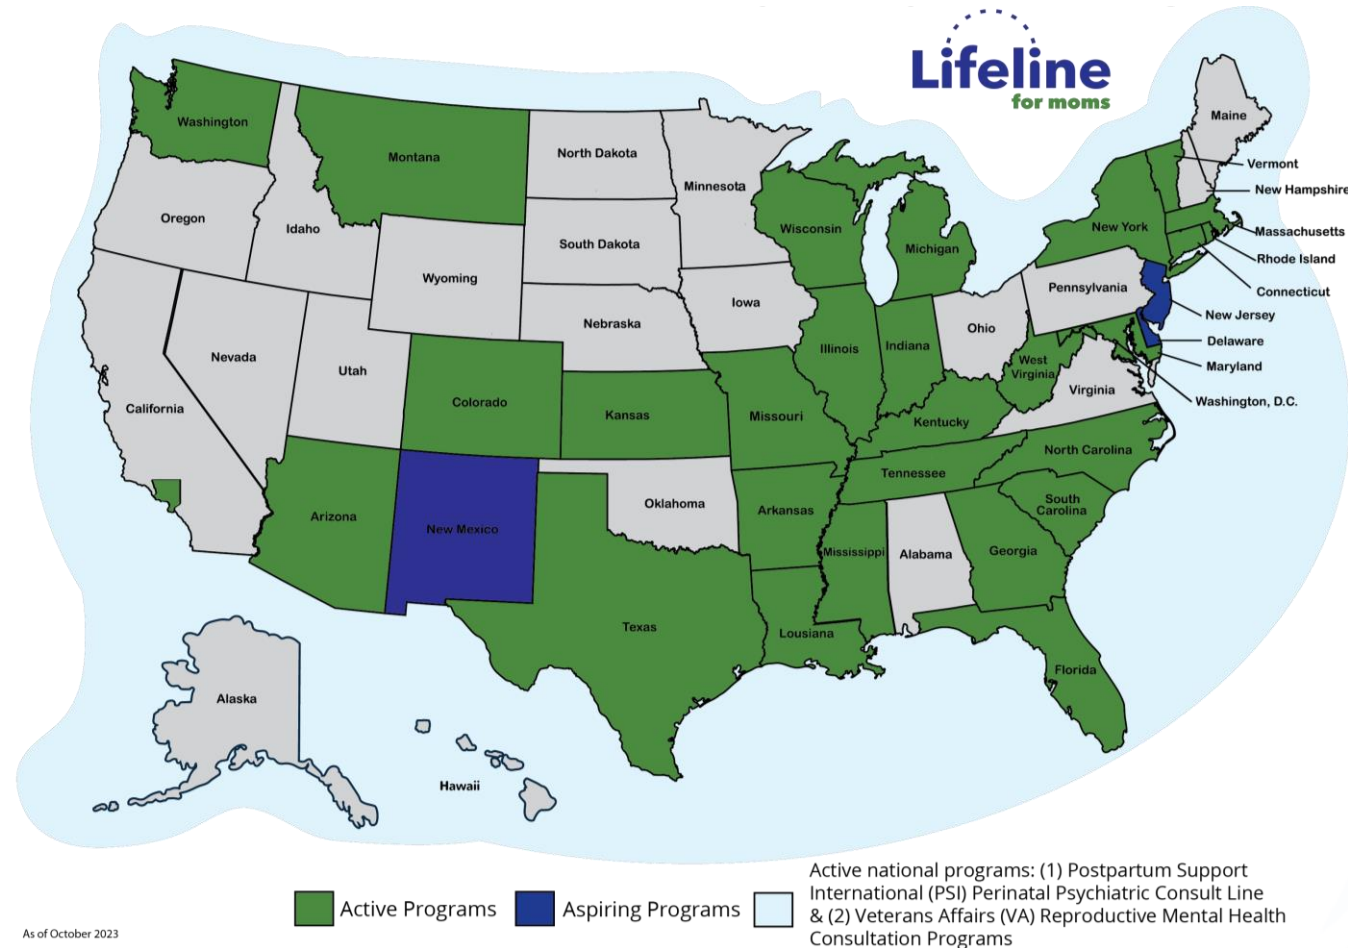 Lifeline
for moms
Washington
Montana
North Dakota
Minnesota
Maine
Vermont
New Hampshire
Oregon
Idaho
South Dakota
Wisconsin
Michigan
New York
Massachusetts
Rhode Island
Wyoming
Connecticut
Pennsylvania
Iowa
Nebraska
New Jersey
Ohio
Delaware
Nevada
Utah
Illinois
Indiana
Maryland
West
Virginia
Virginia
Washington, D.C.
California
Colorado
Kansas
Missouri
Kentucky
North Carolina
Tennessee
South
Carolina
Oklahoma
Arkansas
Arizona
New Mexico
Mississippi
Alabama
Georgia
Texas
Lousiana
Florida
Alaska
Hawaii
Active Programs
Aspiring Programs
Active national programs: (1) Postpartum Support
International (PSI) Perinatal Psychiatric Consult Line
& (2) Veterans Affairs (VA) Reproductive Mental Health
Consultation Programs
As of October 2023